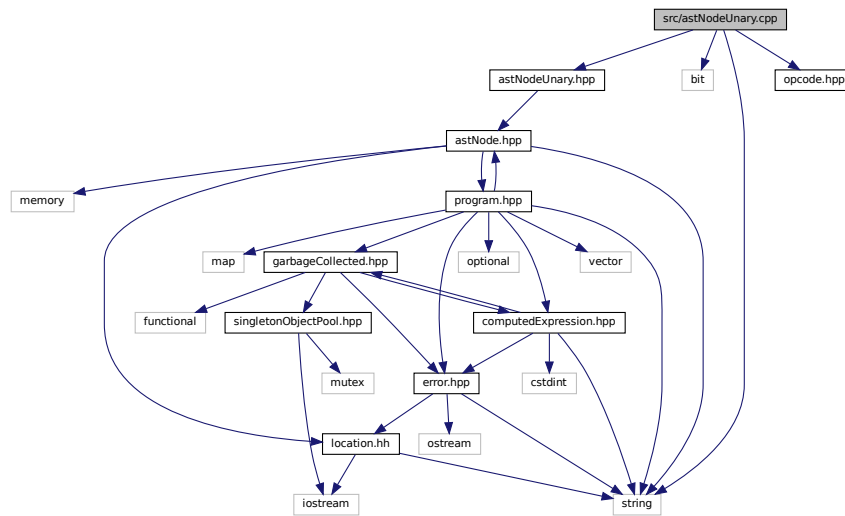 src/astNodeUnary.cpp
astNodeUnary.hpp
bit
opcode.hpp
astNode.hpp
memory
program.hpp
map
garbageCollected.hpp
optional
vector
functional
singletonObjectPool.hpp
computedExpression.hpp
mutex
error.hpp
cstdint
location.hh
ostream
iostream
string